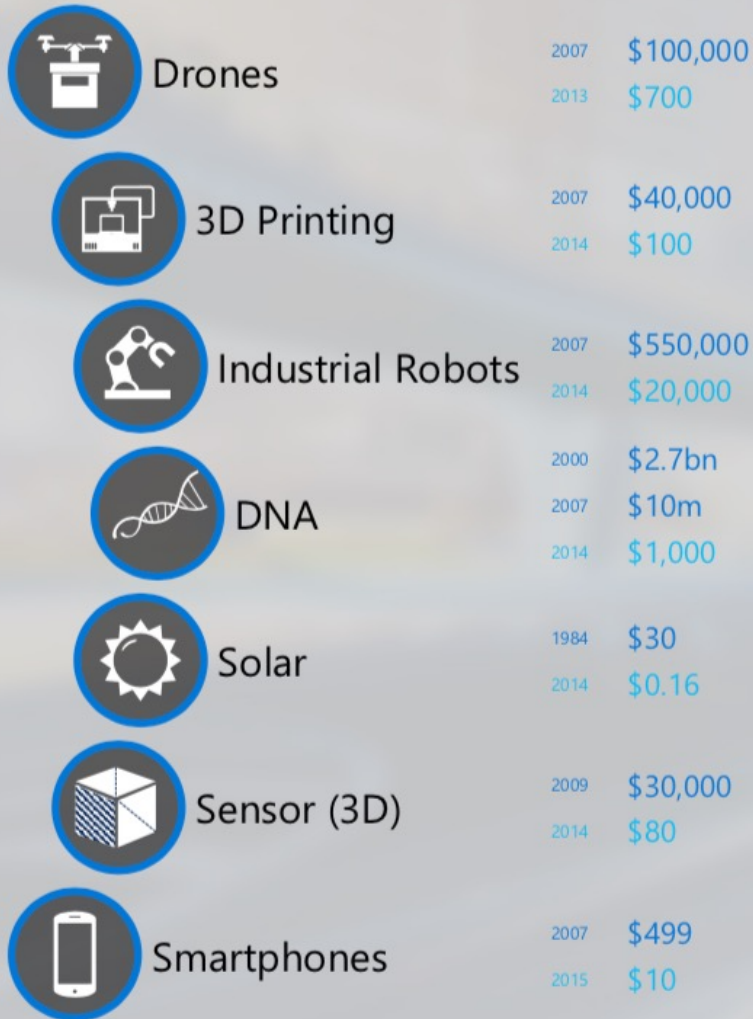 Drones
2007 $100,000
2013 $700
3D Printing
2007 $40,000
2014 $100
Industrial Robots
2007 $550,000
2014 $20,000
DNA
2000 $2.7bn
2007 $10m
2014 $1,000
Solar
1984 $30
2014 $0.16
Sensor (3D)
2009 $30,000
2014 $80
Smartphones
2007 $499
2015 $10